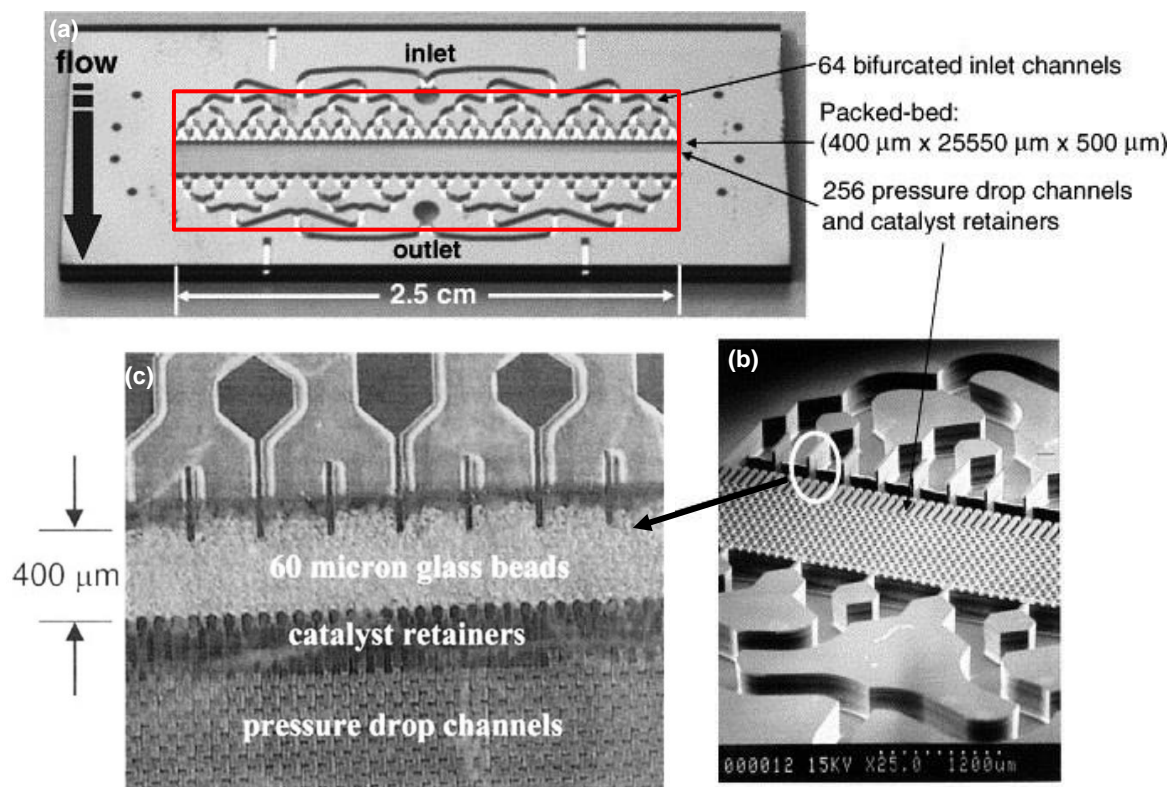 (a)
flow
inlet
outlet
2.5 cm
64 bifurcated inlet channels
Packed-bed:
(400 µm x 25550 µm x 500 µm)
256 pressure drop channels
and catalyst retainers
(c)
400 µm
60 micron glass beads
catalyst retainers
pressure drop channels
(b)
000012 15KV X25.0 1200um